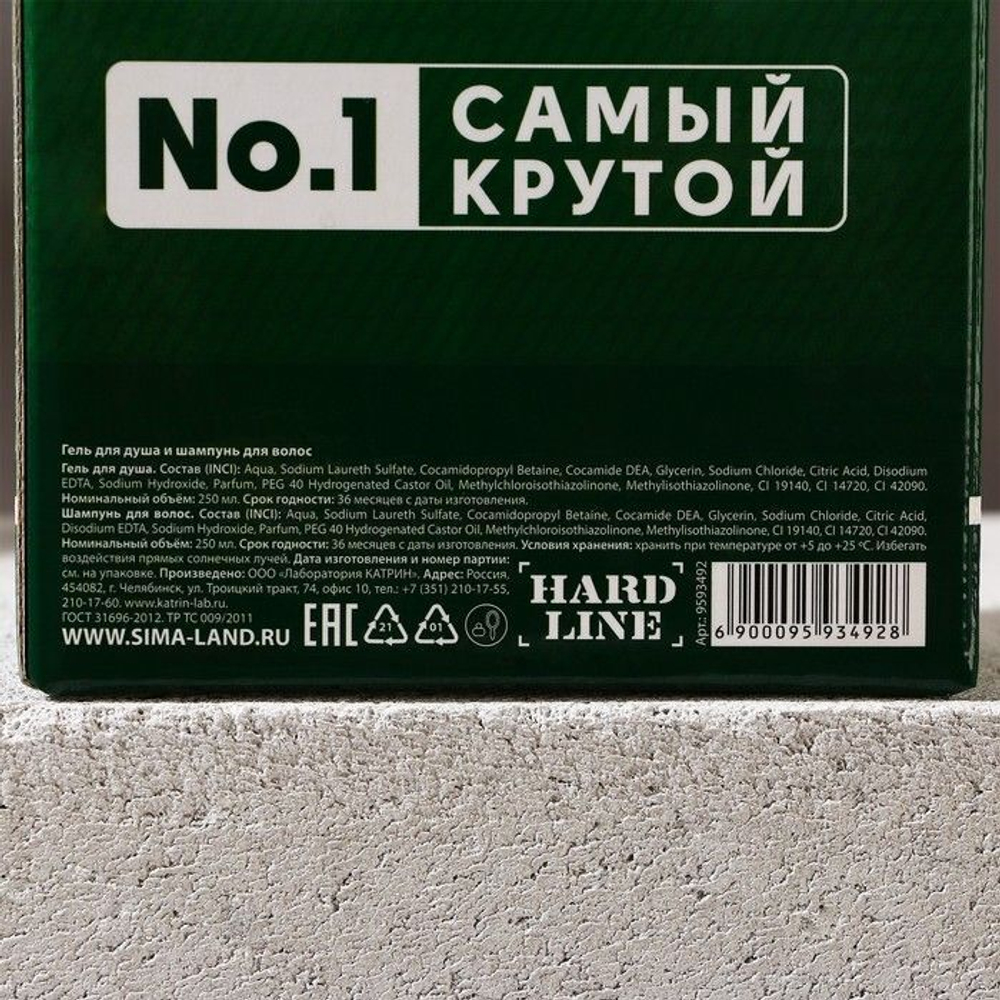 No.1
САМЫЙ
КРУТОЙ
Гель для душа и шампунь для волос
Гель для душа. Состав (INCI): Aqua, Sodium Laureth Sulfate, Cocamidopropyl Betaine, Cocamide DEA, Glycerin, Sodium Chloride, Citric Acid, Disodium
EDTA, Sodium Hydroxide, Parfum, PEG 40 Hydrogenated Castor Oil, Methylchloroisothiazolinone, Methylisothiazolinone, CI 19140, CI 14720, CI 42090.
Номинальный объём: 250 мл. Срок годности: 36 месяцев с даты изготовления.
Шампунь для волос. Состав (INCI): Aqua, Sodium Laureth Sulfate, Cocamidopropyl Betaine, Cocamide DEA, Glycerin, Sodium Chloride, Citric Acid,
Disodium EDTA, Sodium Hydroxide, Parfum, PEG 40 Hydrogenated Castor Oil, Methylchloroisothiazolinone, Methylisothiazolinone, CI 19140, CI 14720, CI 42090.
Номинальный объём: 250 мл. Срок годности: 36 месяцев с даты изготовления. Условия хранения: хранить при температуре от +5 до +25 °С. Избегать
воздействия прямых солнечных лучей. Дата изготовления и номер партии:
см. на упаковке. Произведено: ООО «Лаборатория КАТРИН». Адрес: Россия,
454082, г. Челябинск, ул. Троицкий тракт, 74, офис 10, тел.: +7 (351) 210-17-55,
210-17-60. www.katrin-lab.ru.
ГОСТ 31696-2012. ТР ТС 009/2011
WWW.SIMA-LAND.RU
EAC
21
01
HARD
LINE
Арт.: 9593492
6 900095 934928